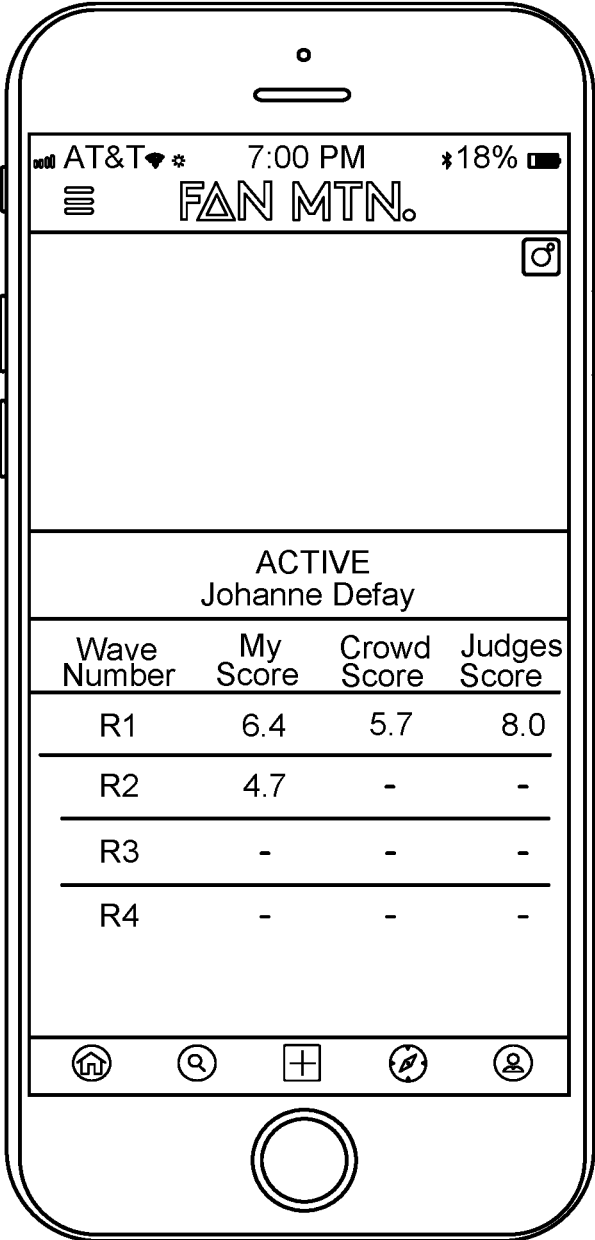 AT&T 7:00 PM 18%
FAN MTN.
ACTIVE
Johanne Defay
Wave Number My Score Crowd Score Judges Score
R1 6.4 5.7 8.0
R2 4.7 - -
R3 - - -
R4 - - -